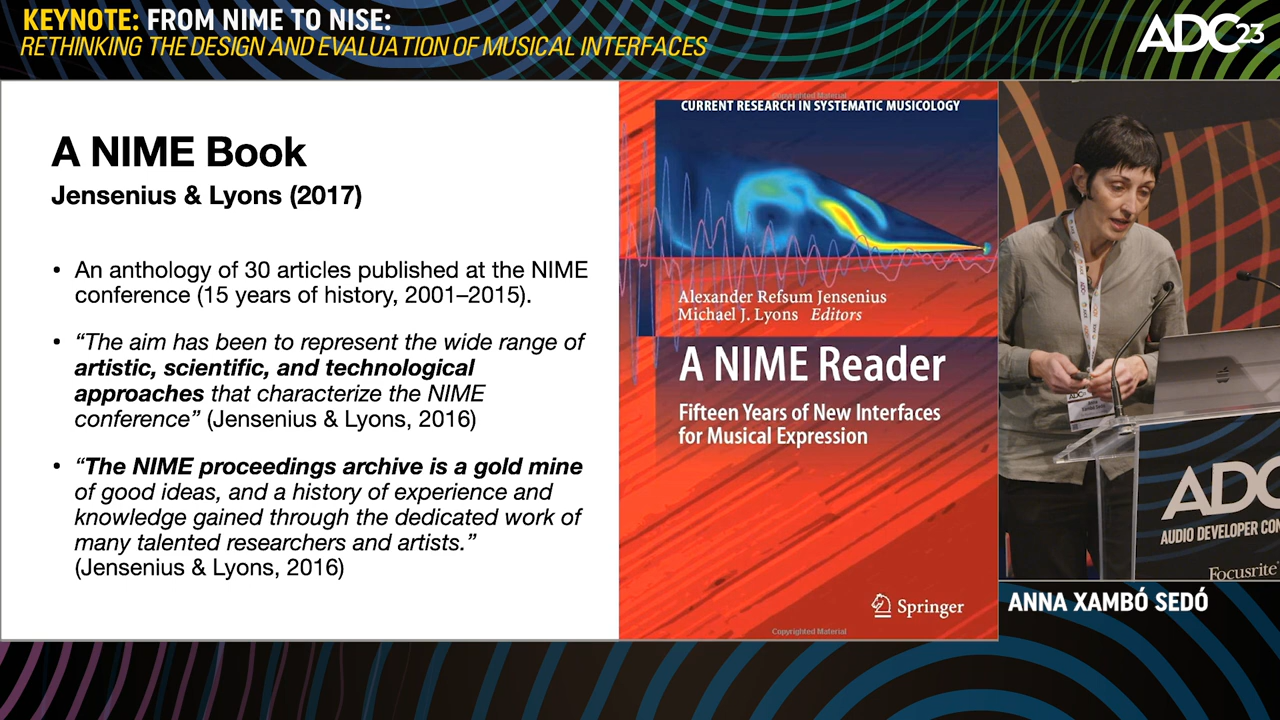 KEYNOTE: FROM NIME TO NISE:
RETHINKING THE DESIGN AND EVALUATION OF MUSICAL INTERFACES
ADC23
A NIME Book
Jensenius & Lyons (2017)
• An anthology of 30 articles published at the NIME
conference (15 years of history, 2001–2015).
• “The aim has been to represent the wide range of
artistic, scientific, and technological
approaches that characterize the NIME
conference” (Jensenius & Lyons, 2016)
• “The NIME proceedings archive is a gold mine
of good ideas, and a history of experience and
knowledge gained through the dedicated work of
many talented researchers and artists.”
(Jensenius & Lyons, 2016)
Copyrighted Material
CURRENT RESEARCH IN SYSTEMATIC MUSICOLOGY
Alexander Refsum Jensenius
Michael J. Lyons Editors
A NIME Reader
Fifteen Years of New Interfaces
for Musical Expression
Springer
Copyrighted Material
ADC
AUDIO DEVELOPER CON
Focusrite
ANNA XAMBÓ SEDÓ